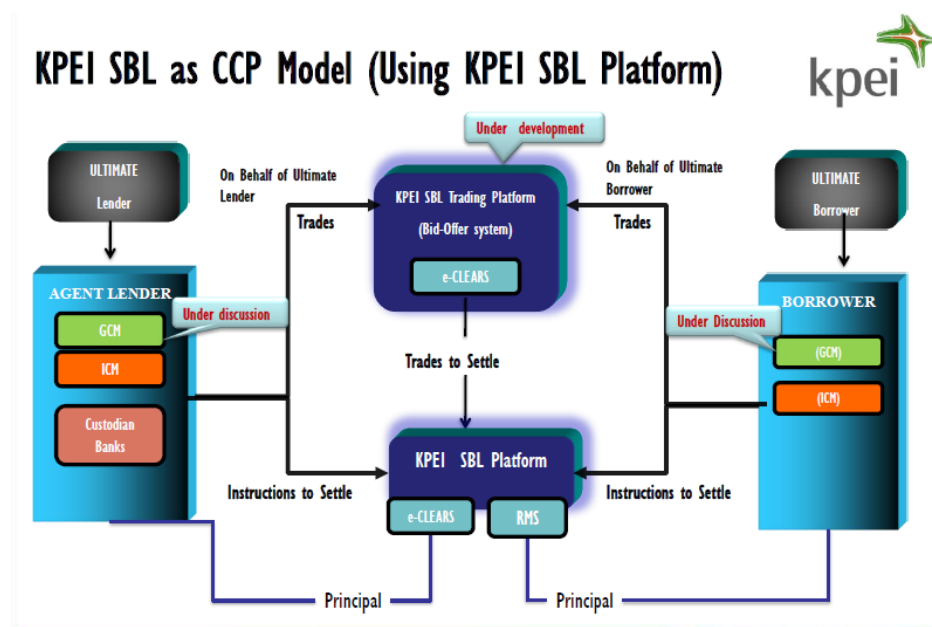 KPEI SBL as CCP Model (Using KPEI SBL Platform)
kpei
Under development
ULTIMATE
Lender
On Behalf of Ultimate
Lender
Trades
KPEI SBL Trading Platform
(Bid-Offer system)
e-CLEARS
On Behalf of Ultimate
Borrower
Trades
ULTIMATE
Borrower
AGENT LENDER
GCM
Under discussion
ICM
Custodian
Banks
Under Discussion
BORROWER
(GCM)
(ICM)
Trades to Settle
KPEI SBL Platform
Instructions to Settle
e-CLEARS
RMS
Instructions to Settle
Principal
Principal